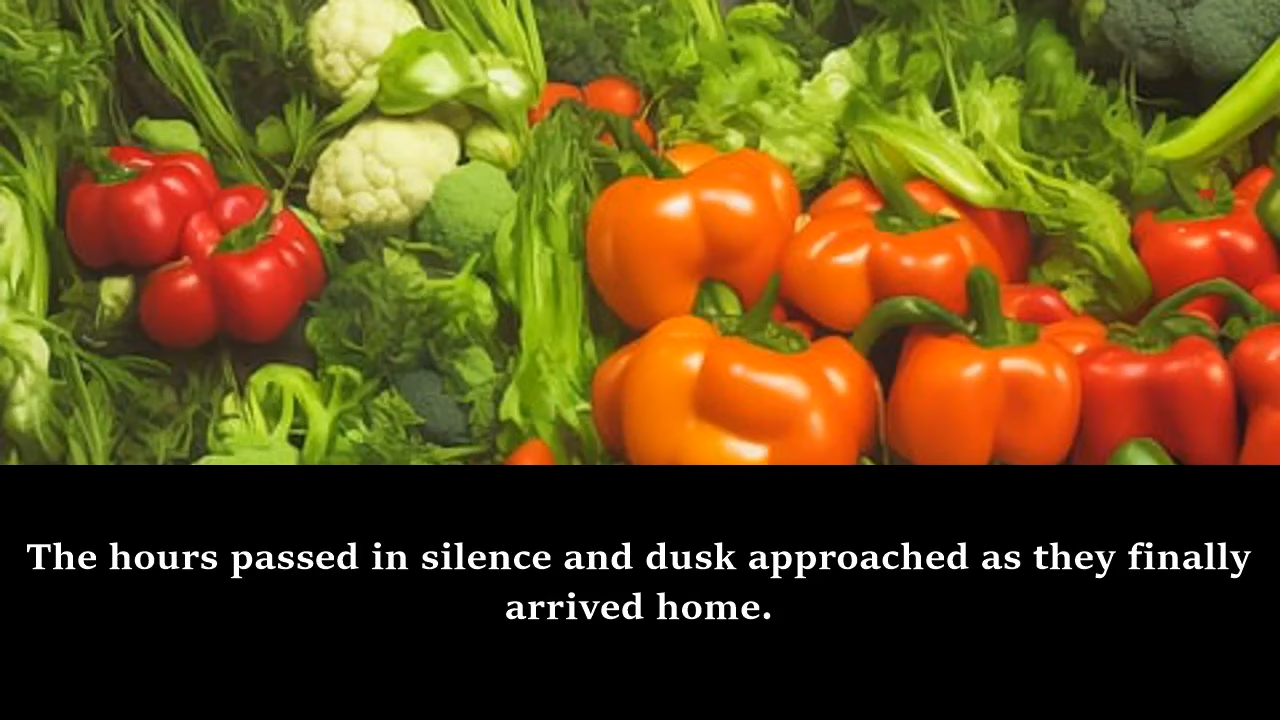 The hours passed in silence and dusk approached as they finally
arrived home.